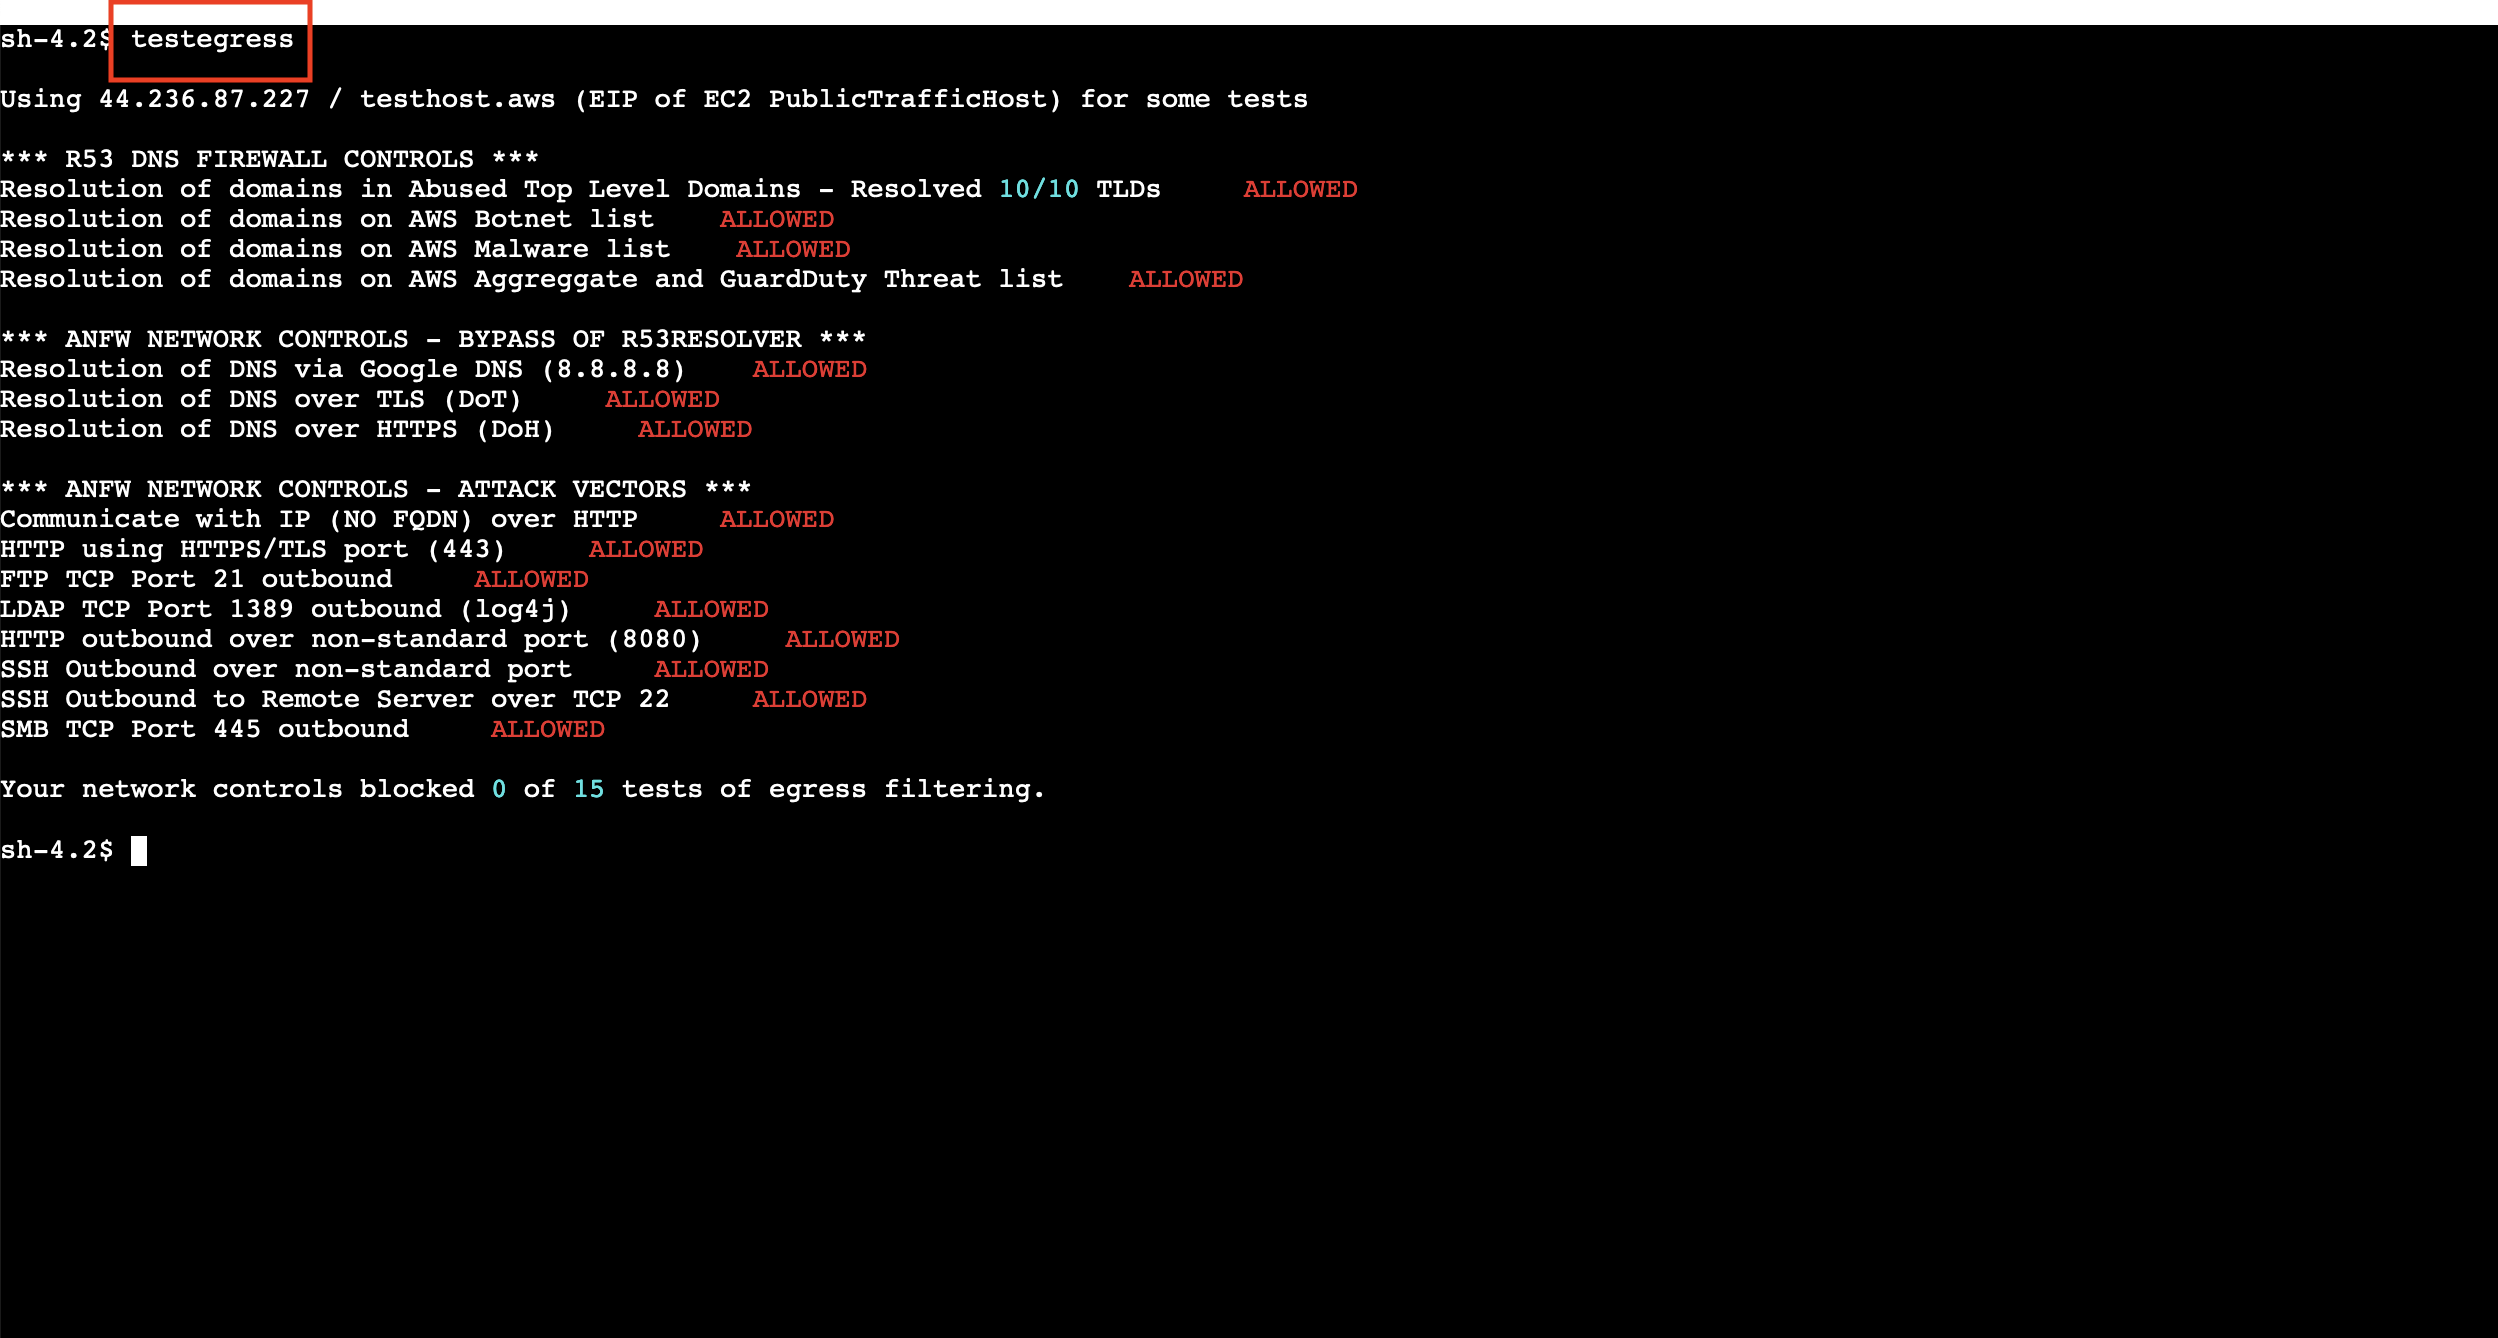 sh-4.2$ testegress
Using 44.236.87.227 / testhost.aws (EIP of EC2 PublicTrafficHost) for some tests
*** R53 DNS FIREWALL CONTROLS ***
Resolution of domains in Abused Top Level Domains – Resolved 10/10 TLDs ALLOWED
Resolution of domains on AWS Botnet list ALLOWED
Resolution of domains on AWS Malware list ALLOWED
Resolution of domains on AWS Aggreggate and GuardDuty Threat list ALLOWED
*** ANFW NETWORK CONTROLS – BYPASS OF R53RESOLVER ***
Resolution of DNS via Google DNS (8.8.8.8) ALLOWED
Resolution of DNS over TLS (DoT) ALLOWED
Resolution of DNS over HTTPS (DoH) ALLOWED
*** ANFW NETWORK CONTROLS – ATTACK VECTORS ***
Communicate with IP (NO FQDN) over HTTP ALLOWED
HTTP using HTTPS/TLS port (443) ALLOWED
FTP TCP Port 21 outbound ALLOWED
LDAP TCP Port 1389 outbound (log4j) ALLOWED
HTTP outbound over non-standard port (8080) ALLOWED
SSH Outbound over non-standard port ALLOWED
SSH Outbound to Remote Server over TCP 22 ALLOWED
SMB TCP Port 445 outbound ALLOWED
Your network controls blocked 0 of 15 tests of egress filtering.
sh-4.2$